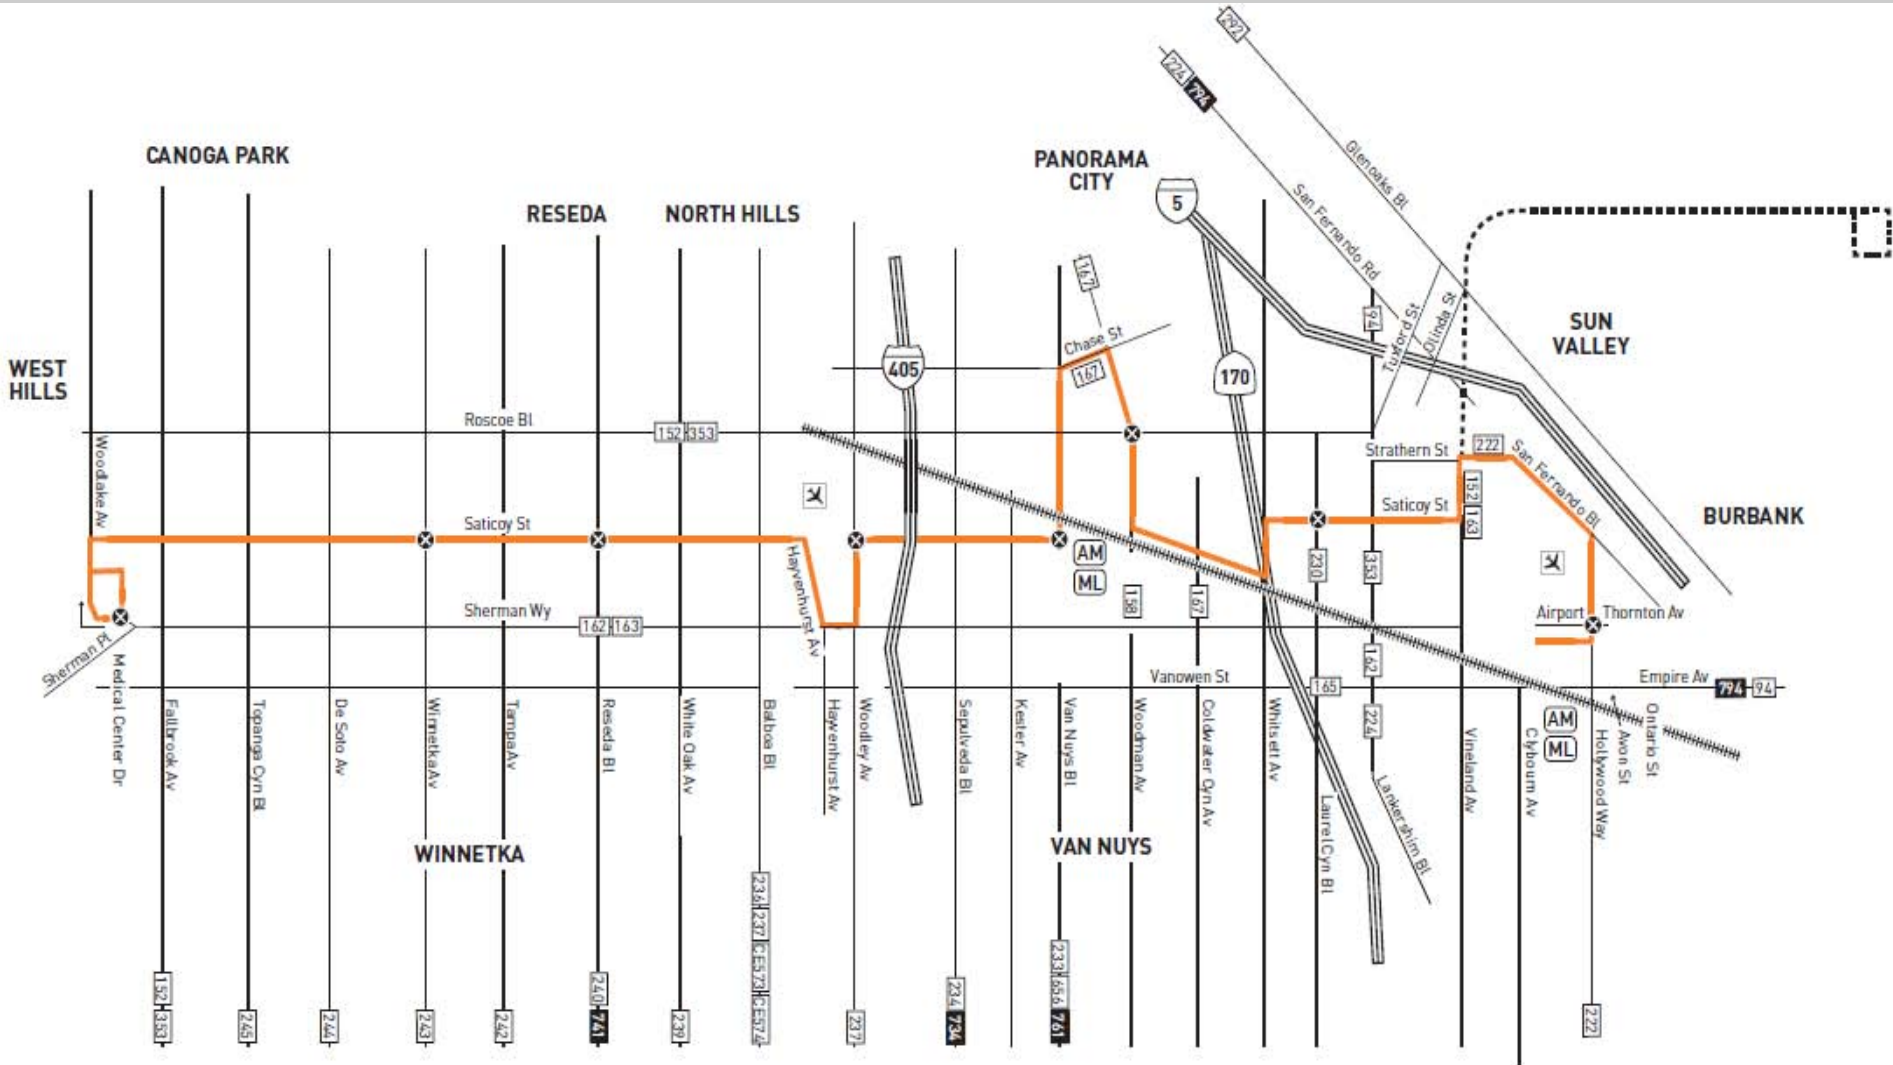 292
224
794
CANOGA PARK
PANORAMA
CITY
5
Glenoaks Bl
San Fernando Rd
RESEDA
NORTH HILLS
167
94
Tuxford St
Olinda St
SUN
VALLEY
WEST
HILLS
Chase St
167
405
170
Roscoe Bl
152 353
Strathern St
222
San Fernando Bl
Woodlake Av
152
163
Saticoy St
Saticoy St
BURBANK
AM
ML
Hayvenhurst Av
230
353
158
167
Sherman Wy
162 163
Airport
Thornton Av
Sherman Pl
Medical Center Dr
162
Vanowen St
165
Empire Av
794 94
224
AM
ML
Fallbrook Av
Topanga Cyn Bl
De Soto Av
Winnetka Av
Tampa Av
Reseda Bl
White Oak Av
Balboa Bl
Hayvenhurst Av
Woodley Av
Sepulveda Bl
Kester Av
Van Nuys Bl
Woodman Av
Coldwater Cyn Av
Whitsett Av
Laurel Cyn Bl
Lankershim Bl
Vineland Av
Clybourn Av
Hollywood Way
Avon St
Ontario St
WINNETKA
VAN NUYS
152
353
245
244
243
242
240
741
239
236
237
CE573
CE574
237
234
734
233
656
761
222